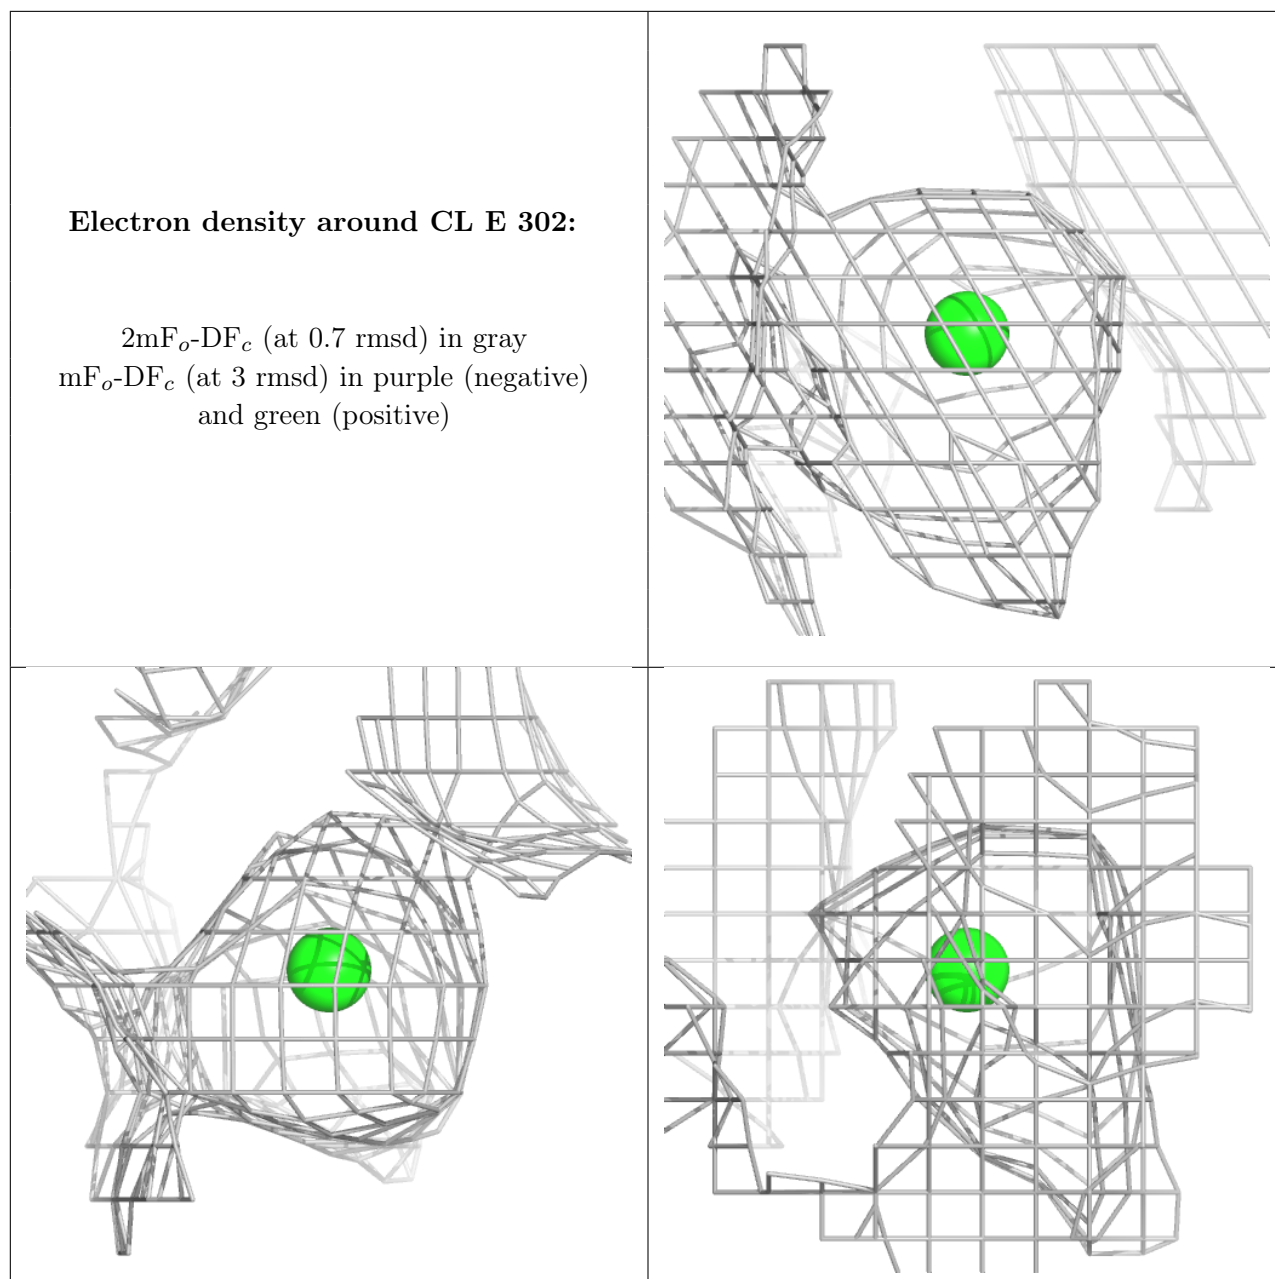 Electron density around CL E 302:
2mFo-DFc (at 0.7 rmsd) in gray
mFo-DFc (at 3 rmsd) in purple (negative)
and green (positive)